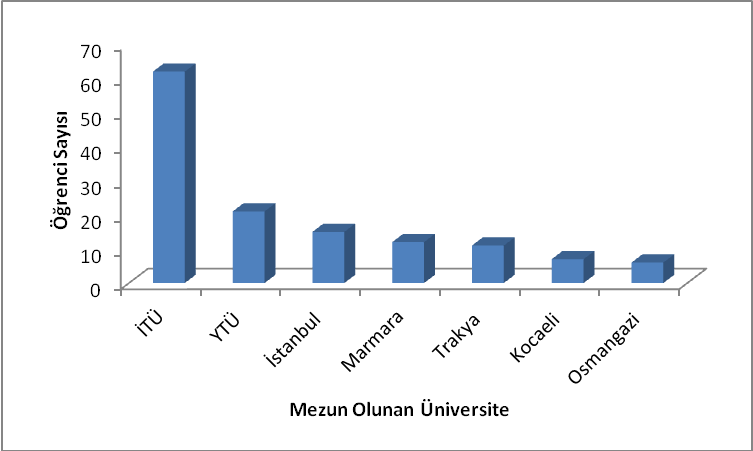 70
60
50
40
30
20
10
0
Öğrenci Sayısı
İTÜ
YTÜ
İstanbul
Marmara
Trakya
Kocaeli
Osmangazi
Mezun Olunan Üniversite